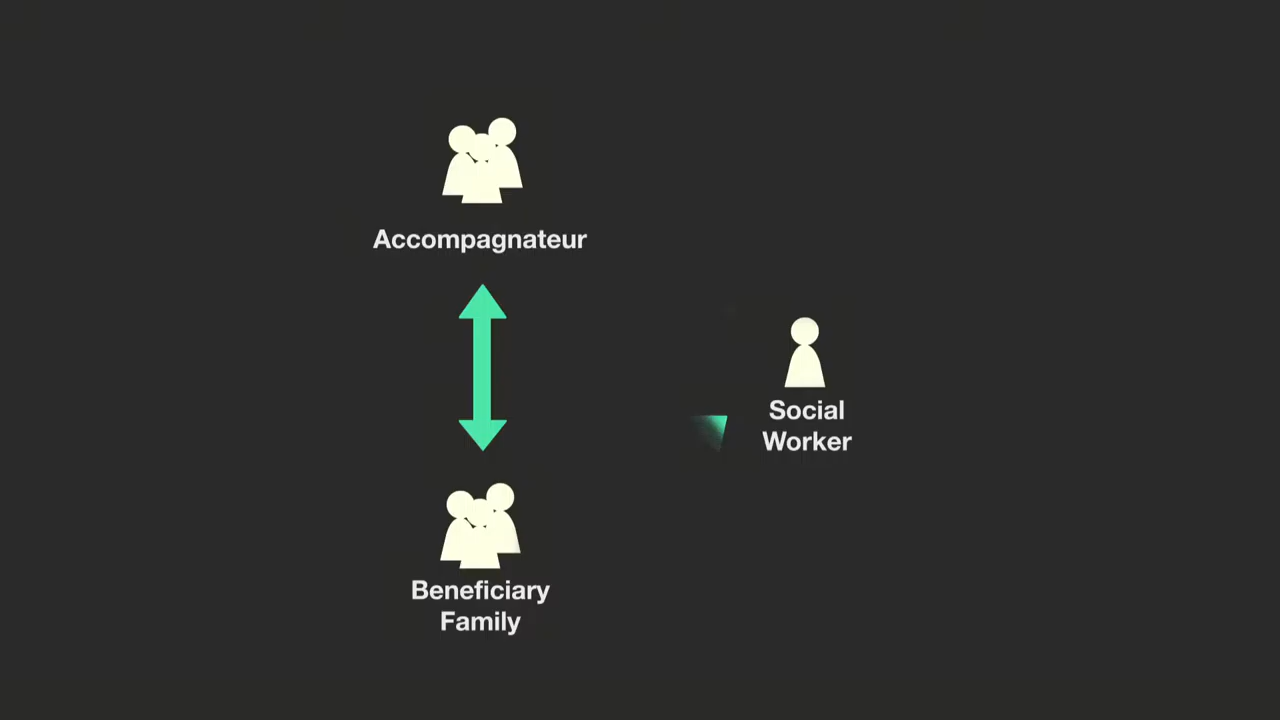 Accompagnateur
Social
Worker
Beneficiary
Family